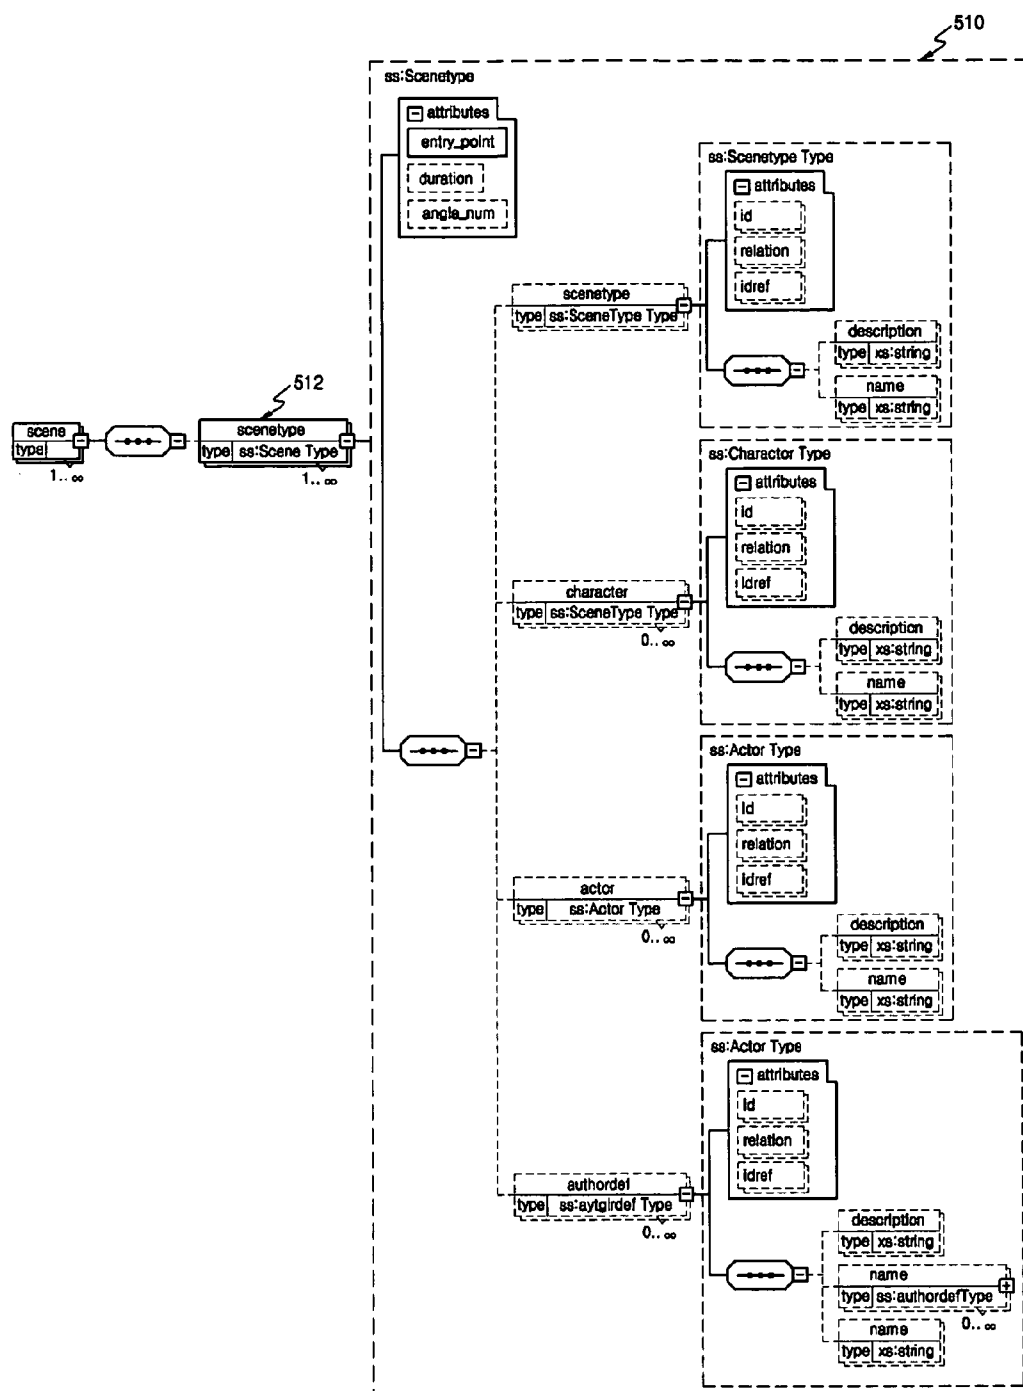 510
ss:Scenetype
attributes
entry_point
duration
angle_num
ss:Scenetype Type
attributes
id
relation
idref
scenetype
type ss:SceneType Type
description
type xs:string
name
type xs:string
512
scene
type
1.. ∞
scenetype
type ss:Scene Type
1.. ∞
ss:Charactor Type
attributes
id
relation
idref
character
type ss:SceneType Type
0.. ∞
description
type xs:string
name
type xs:string
ss:Actor Type
attributes
id
relation
idref
actor
type ss:Actor Type
0.. ∞
description
type xs:string
name
type xs:string
ss:Actor Type
attributes
id
relation
idref
authordef
type ss:aytgirdef Type
0.. ∞
description
type xs:string
name
type ss:authordefType
0.. ∞
name
type xs:string